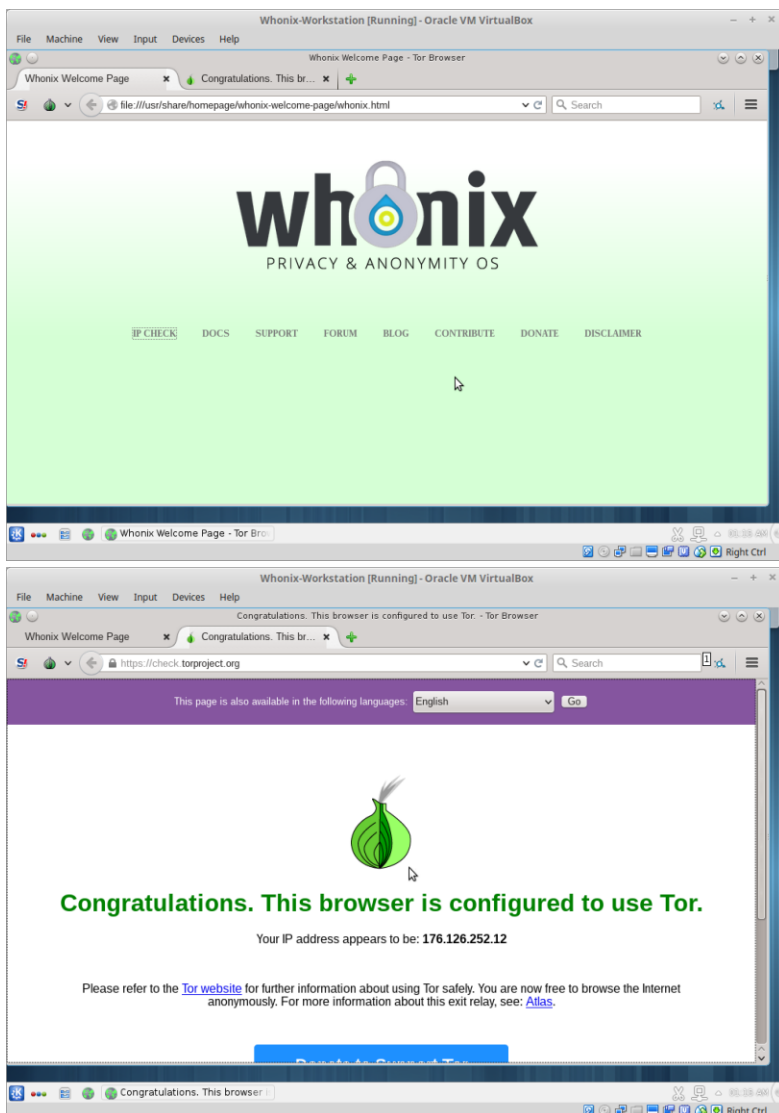 Whonix-Workstation [Running] - Oracle VM VirtualBox
File Machine View Input Devices Help
Whonix Welcome Page - Tor Browser
Whonix Welcome Page Congratulations. This br...
file:///usr/share/homepage/whonix-welcome-page/whonix.html Search
whonix
PRIVACY & ANONYMITY OS
IP CHECK DOCS SUPPORT FORUM BLOG CONTRIBUTE DONATE DISCLAIMER
Whonix Welcome Page - Tor Bro
Right Ctrl
Whonix-Workstation [Running] - Oracle VM VirtualBox
File Machine View Input Devices Help
Congratulations. This browser is configured to use Tor. - Tor Browser
Whonix Welcome Page Congratulations. This br...
https://check.torproject.org Search 1
This page is also available in the following languages: English Go
Congratulations. This browser is configured to use Tor.
Your IP address appears to be: 176.126.252.12
Please refer to the Tor website for further information about using Tor safely. You are now free to browse the Internet
anonymously. For more information about this exit relay, see: Atlas.
Donate to Support Tor
Congratulations. This browser i
Right Ctrl